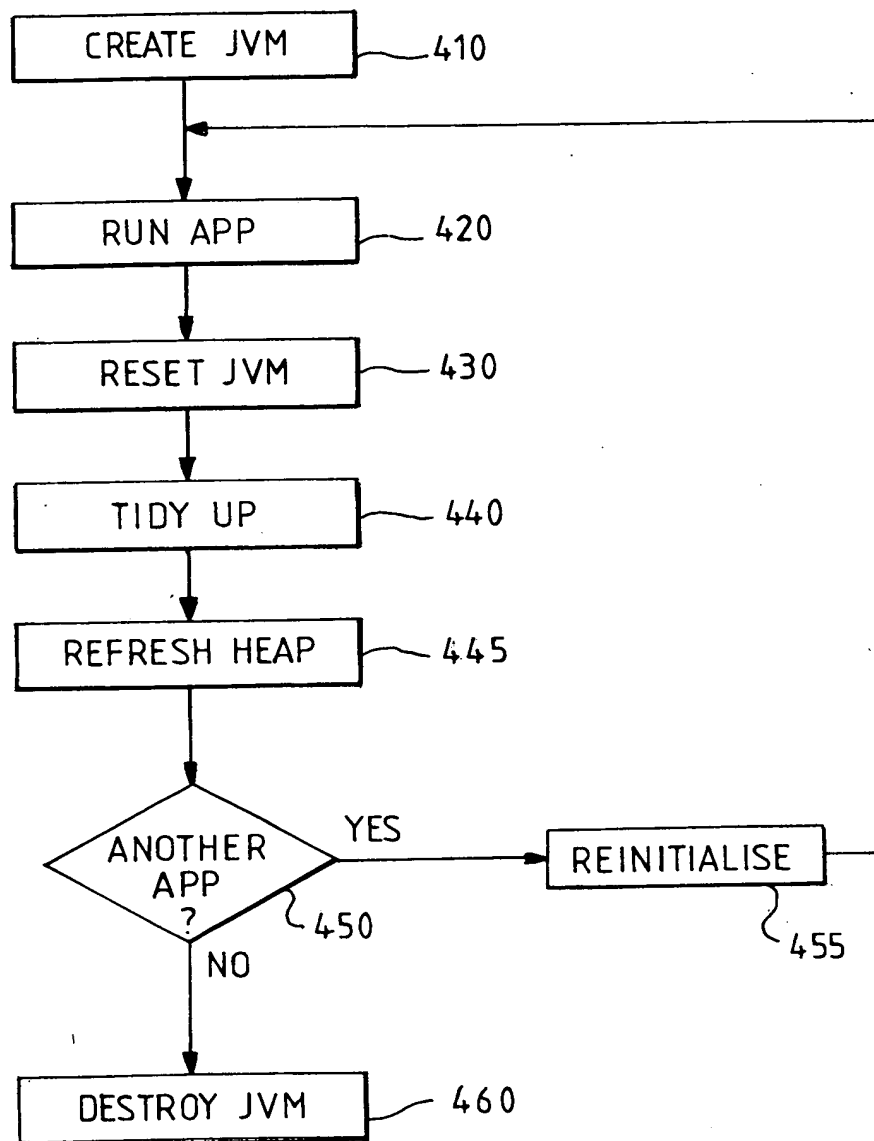 CREATE JVM
410
RUN APP
420
RESET JVM
430
TIDY UP
440
REFRESH HEAP
445
ANOTHER
APP
?
450
YES
REINITIALISE
455
NO
DESTROY JVM
460